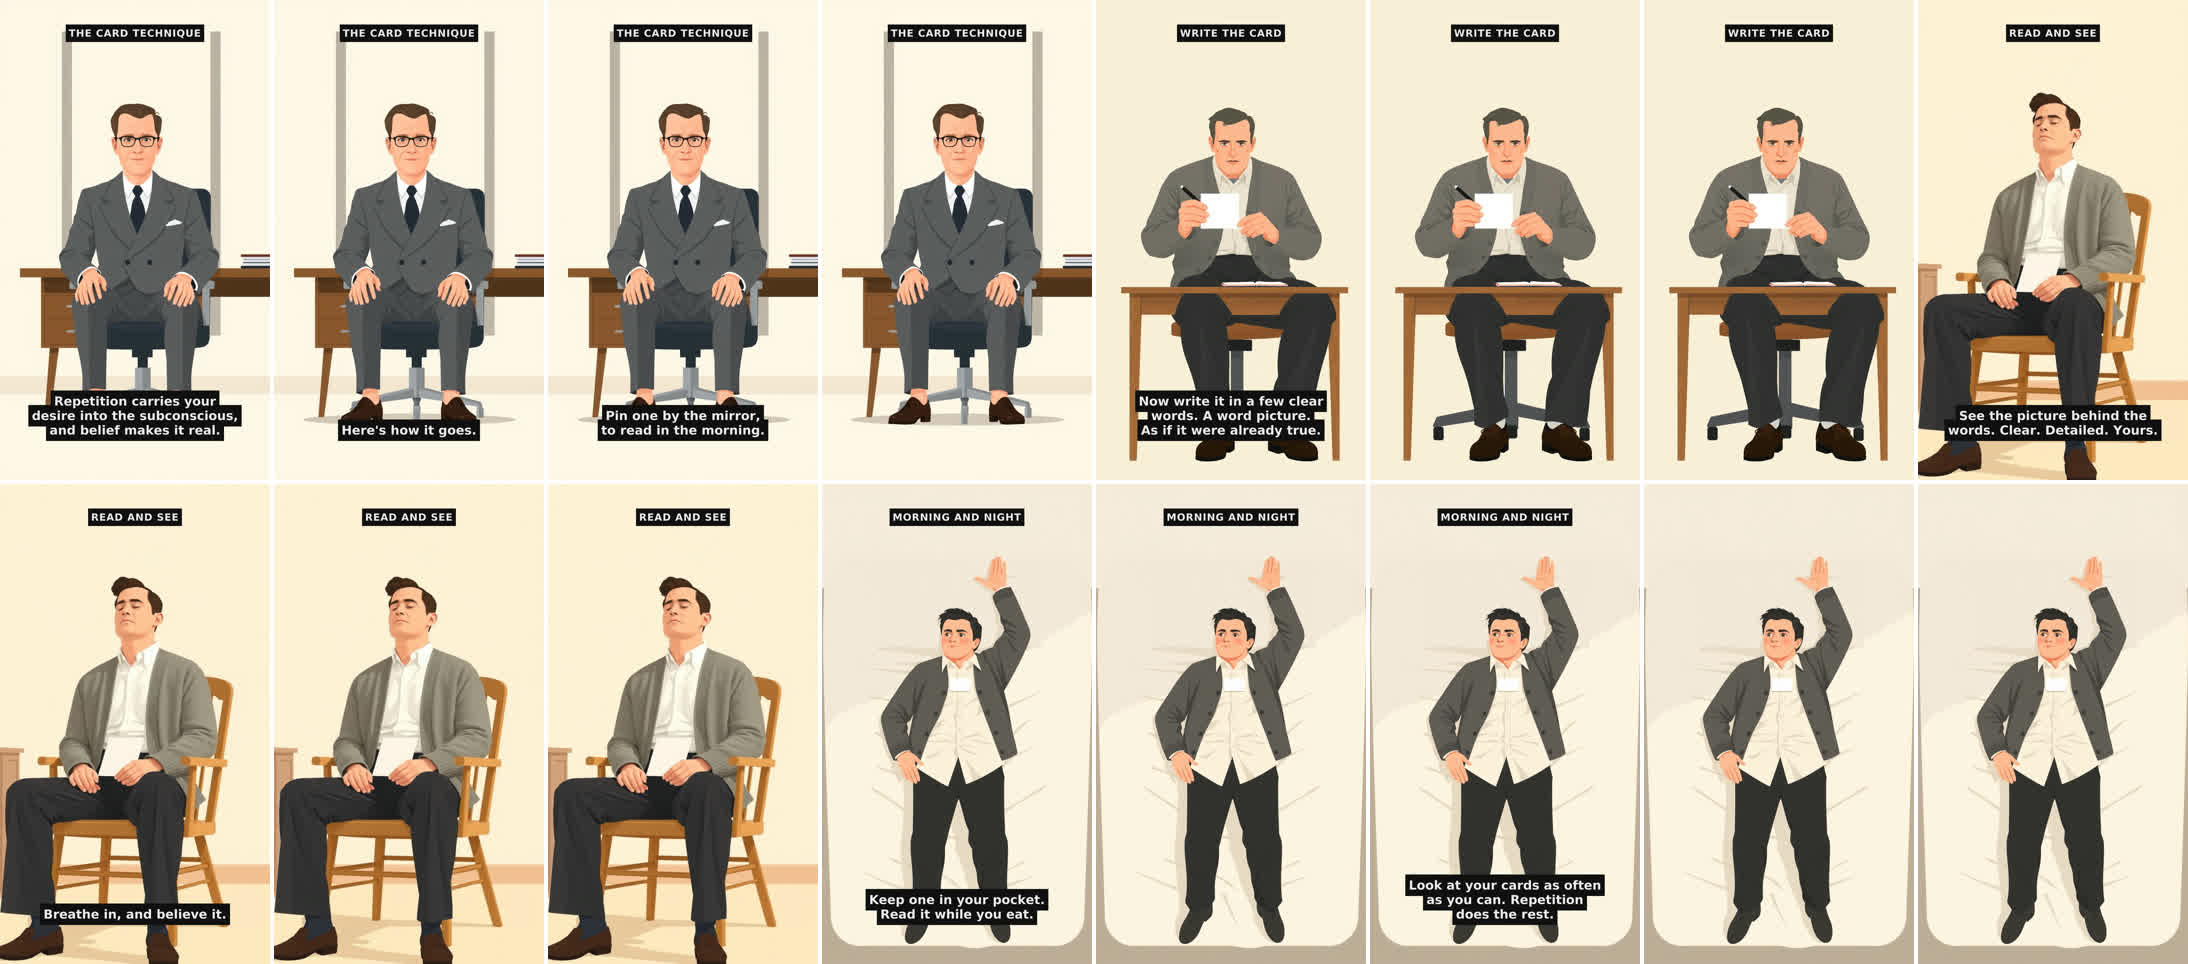 THE CARD TECHNIQUE
Repetition carries your
desire into the subconscious,
and belief makes it real.
THE CARD TECHNIQUE
Here's how it goes.
THE CARD TECHNIQUE
Pin one by the mirror,
to read in the morning.
THE CARD TECHNIQUE
WRITE THE CARD
Now write it in a few clear
words. A word picture.
As if it were already true.
WRITE THE CARD
WRITE THE CARD
READ AND SEE
See the picture behind the
words. Clear. Detailed. Yours.
READ AND SEE
Breathe in, and believe it.
READ AND SEE
READ AND SEE
MORNING AND NIGHT
Keep one in your pocket.
Read it while you eat.
MORNING AND NIGHT
MORNING AND NIGHT
Look at your cards as often
as you can. Repetition
does the rest.